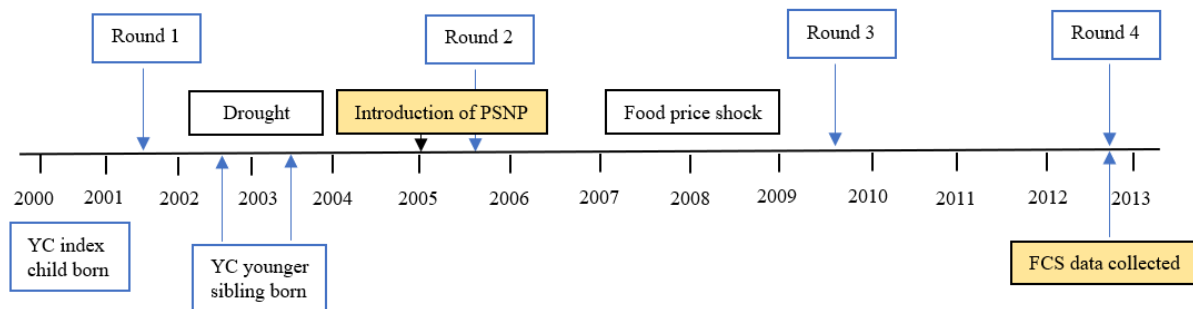 Round 1
Round 2
Round 3
Round 4
Drought
Introduction of PSNP
Food price shock
2000 2001 2002 2003 2004 2005 2006 2007 2008 2009 2010 2011 2012 2013
YC index
child born
YC younger
sibling born
FCS data collected